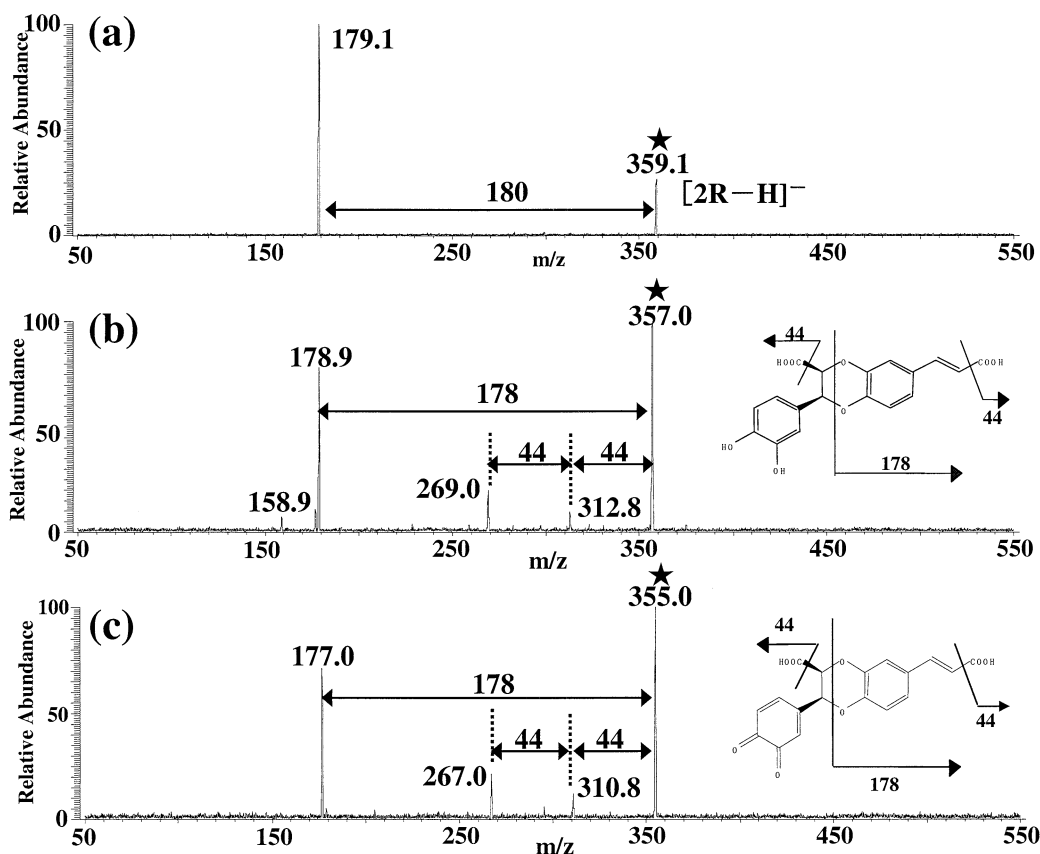 (a)
Relative Abundance
100
50
0
179.1
★
359.1
[2R－H]⁻
180
50 150 250 350 450 550
m/z
(b)
Relative Abundance
100
50
0
★
357.0
178.9
178
44 44
269.0
312.8
158.9
50 150 250 350 450 550
m/z
44
HOOC
O
COOH
44
O
HO
OH
178
(c)
Relative Abundance
100
50
0
★
355.0
177.0
178
44 44
267.0
310.8
50 150 250 350 450 550
m/z
44
HOOC
O
COOH
44
O
O
O
178